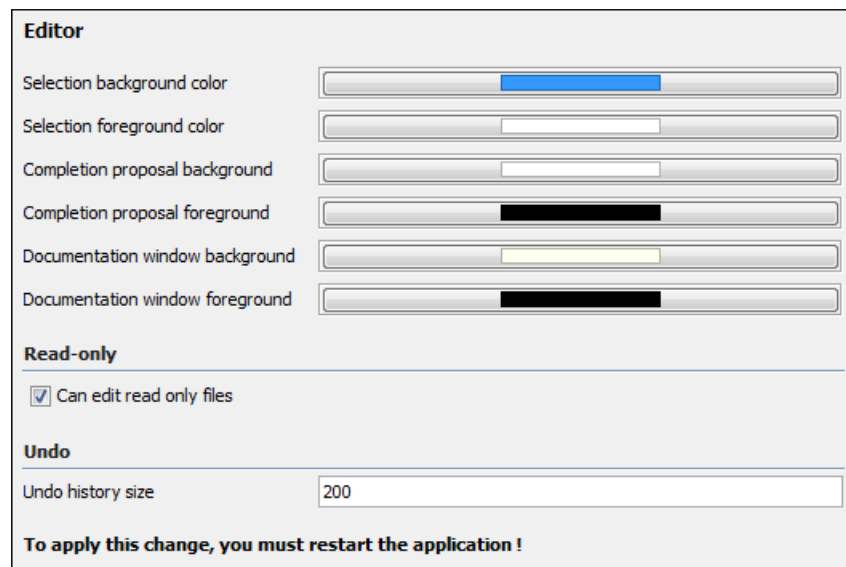 Editor
Selection background color
Selection foreground color
Completion proposal background
Completion proposal foreground
Documentation window background
Documentation window foreground
Read-only
Can edit read only files
Undo
Undo history size 200
To apply this change, you must restart the application !